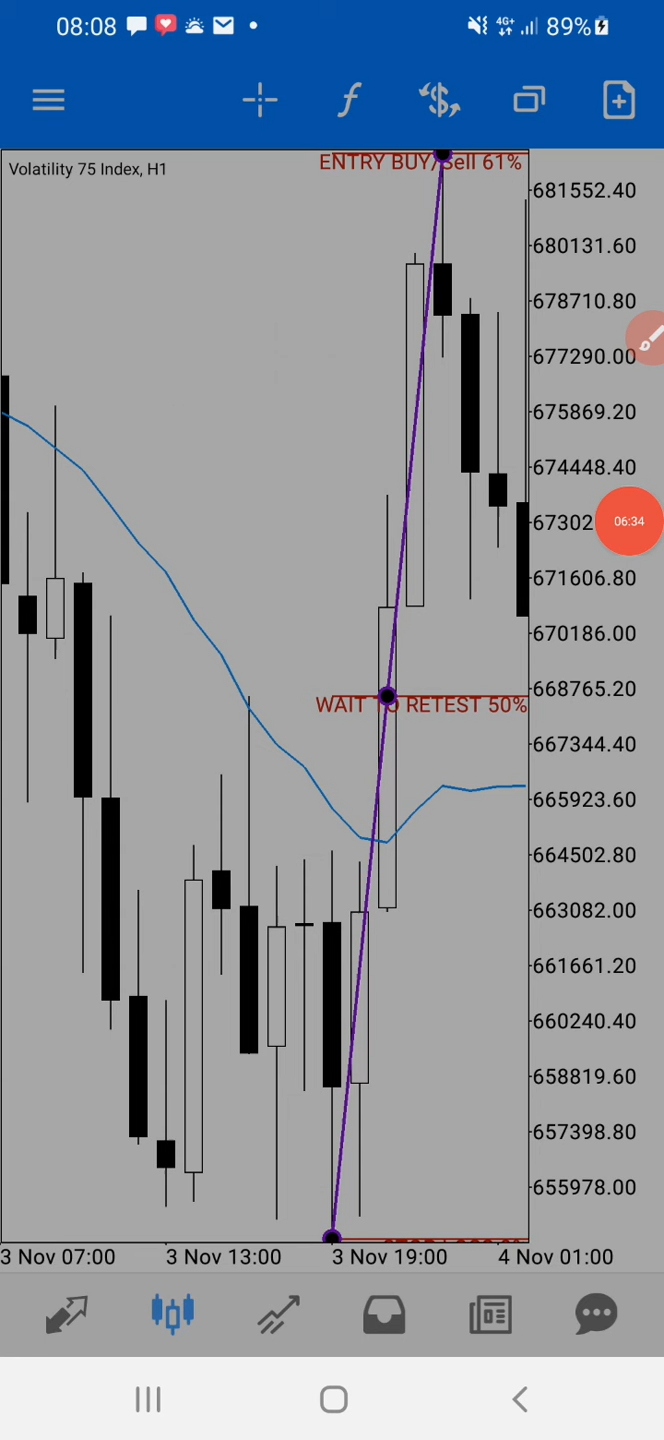 08:08
4G+
89%
Volatility 75 Index, H1
ENTRY BUY/Sell 61%
681552.40
680131.60
678710.80
677290.00
675869.20
674448.40
67302
06:34
671606.80
670186.00
668765.20
WAIT TO RETEST 50%
667344.40
665923.60
664502.80
663082.00
661661.20
660240.40
658819.60
657398.80
655978.00
3 Nov 07:00
3 Nov 13:00
3 Nov 19:00
4 Nov 01:00